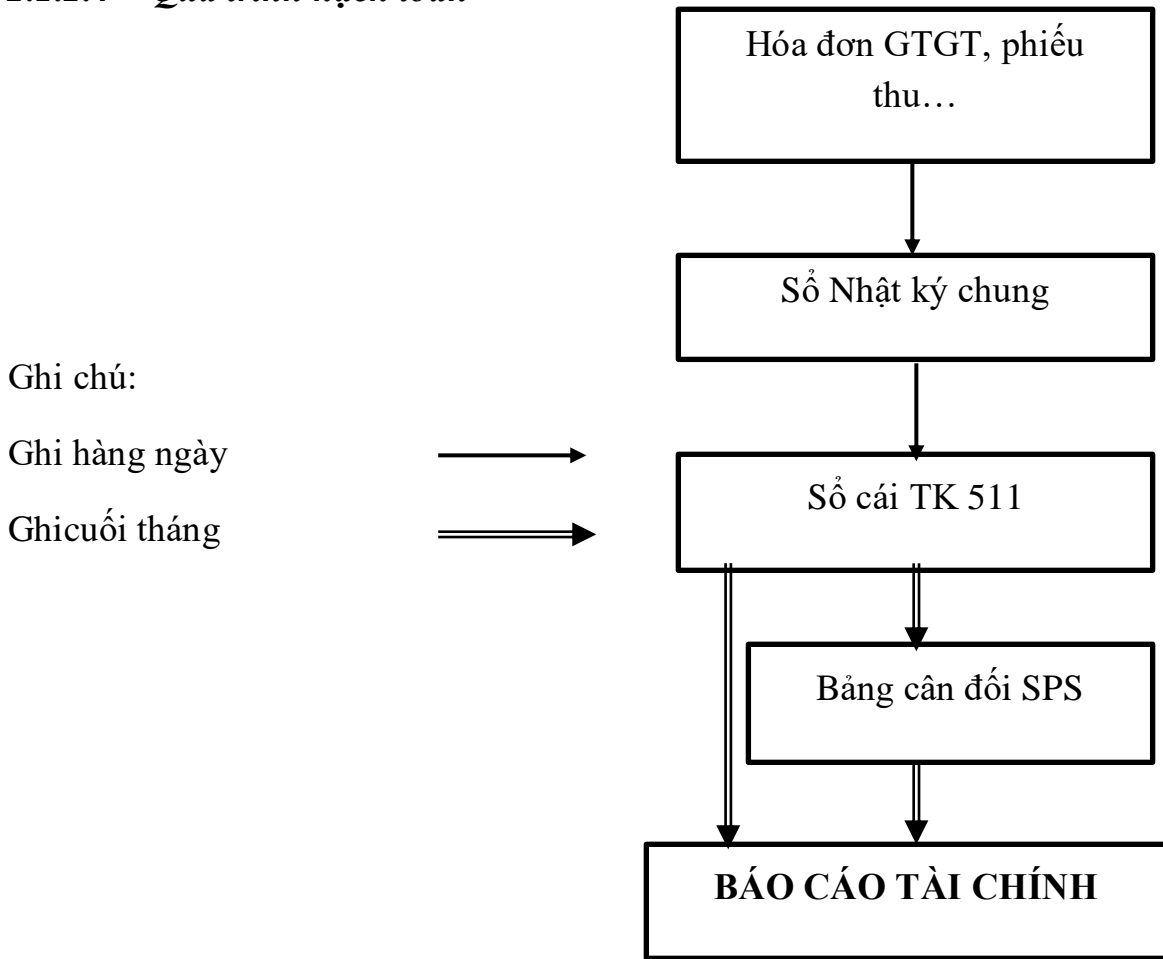 Hóa đơn GTGT, phiếu
thu…
Sổ Nhật ký chung
Ghi chú:
Ghi hàng ngày
Ghicuối tháng
Sổ cái TK 511
Bảng cân đối SPS
BÁO CÁO TÀI CHÍNH